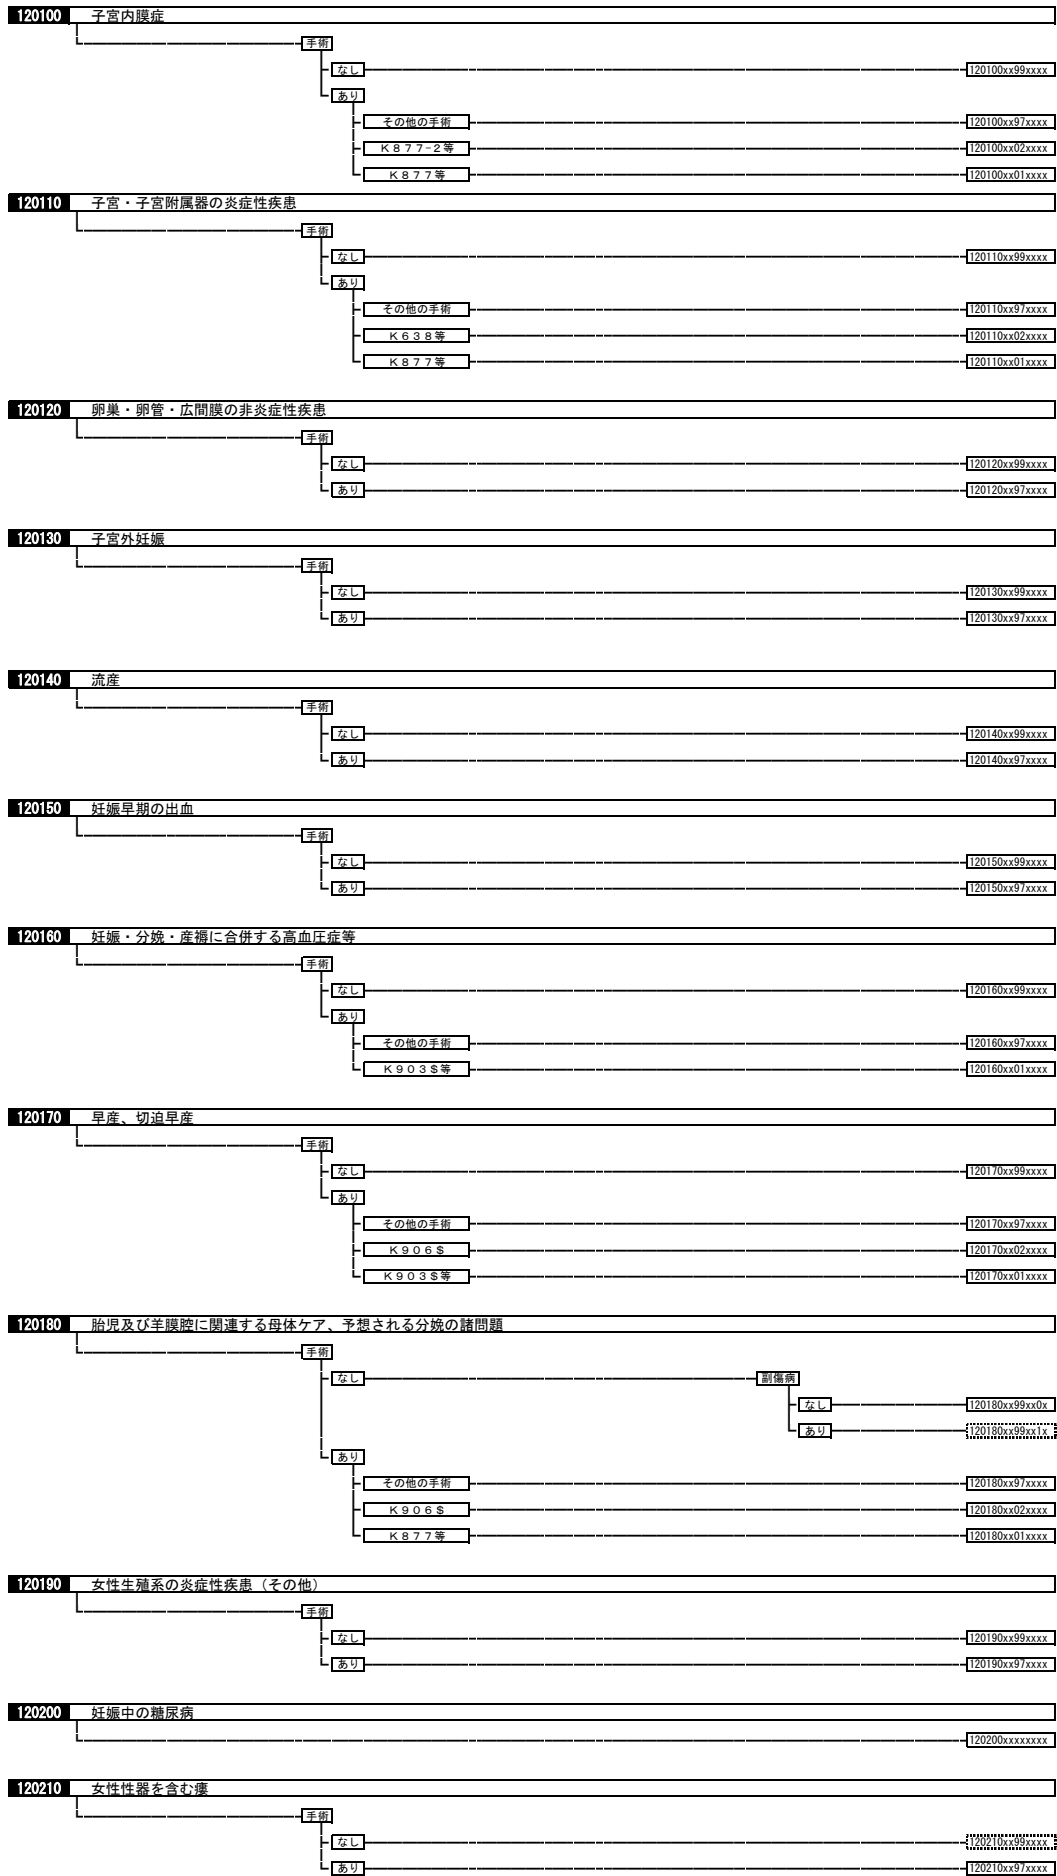 120100 子宮内膜症
手術
なし 120100xx99xxxx
あり
その他の手術 120100xx97xxxx
K877-2等 120100xx02xxxx
K877等 120100xx01xxxx
120110 子宮・子宮附属器の炎症性疾患
手術
なし 120110xx99xxxx
あり
その他の手術 120110xx97xxxx
K638等 120110xx02xxxx
K877等 120110xx01xxxx
120120 卵巣・卵管・広間膜の非炎症性疾患
手術
なし 120120xx99xxxx
あり 120120xx97xxxx
120130 子宮外妊娠
手術
なし 120130xx99xxxx
あり 120130xx97xxxx
120140 流産
手術
なし 120140xx99xxxx
あり 120140xx97xxxx
120150 妊娠早期の出血
手術
なし 120150xx99xxxx
あり 120150xx97xxxx
120160 妊娠・分娩・産褥に合併する高血圧症等
手術
なし 120160xx99xxxx
あり
その他の手術 120160xx97xxxx
K903$等 120160xx01xxxx
120170 早産、切迫早産
手術
なし 120170xx99xxxx
あり
その他の手術 120170xx97xxxx
K906$ 120170xx02xxxx
K903$等 120170xx01xxxx
120180 胎児及び羊膜腔に関連する母体ケア、予想される分娩の諸問題
手術
なし 副傷病
なし 120180xx99xx0x
あり 120180xx99xx1x
あり
その他の手術 120180xx97xxxx
K906$ 120180xx02xxxx
K877等 120180xx01xxxx
120190 女性生殖系の炎症性疾患（その他）
手術
なし 120190xx99xxxx
あり 120190xx97xxxx
120200 妊娠中の糖尿病
120200xxxxxxxx
120210 女性性器を含む瘻
手術
なし 120210xx99xxxx
あり 120210xx97xxxx